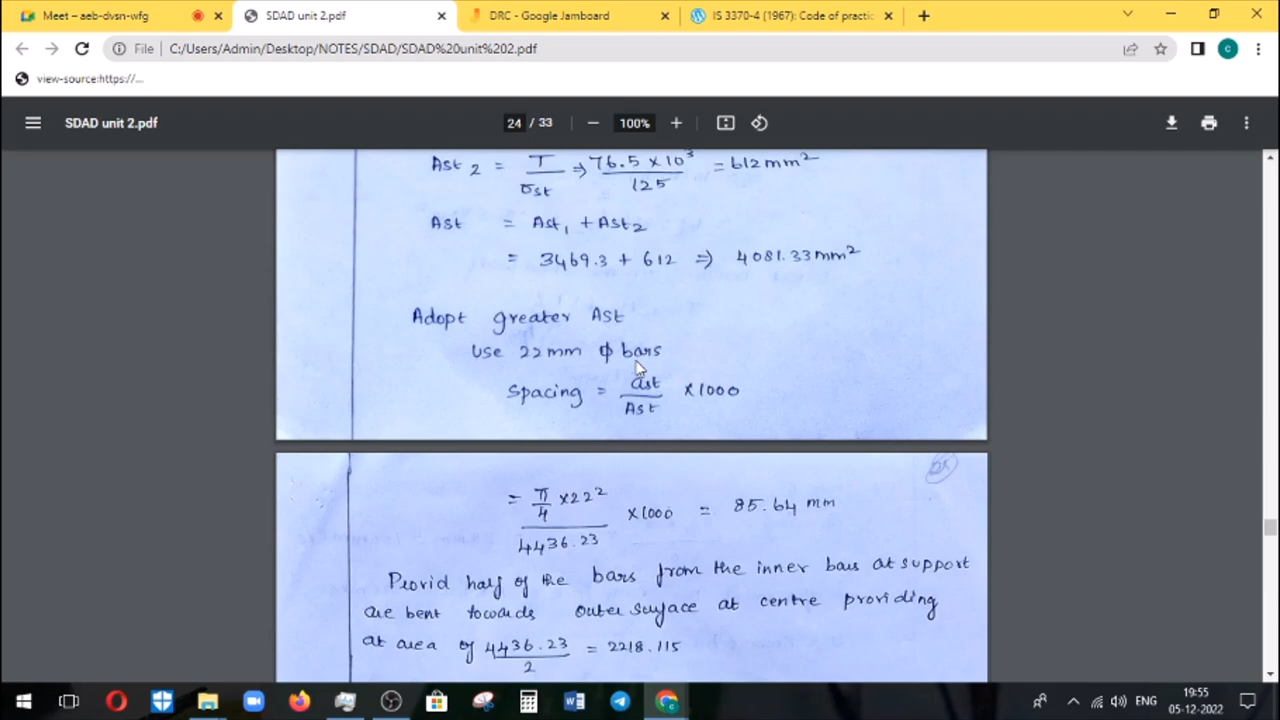 Meet – aeb-dvsn-wfg
SDAD unit 2.pdf
DRC - Google Jamboard
IS 3370-4 (1967): Code of practic
File
C:/Users/Admin/Desktop/NOTES/SDAD/SDAD%20unit%202.pdf
view-source:https://...
SDAD unit 2.pdf
24 / 33
100%
Ast 2 = T/σst ⇒ 76.5 × 10³/125 = 612 mm²
Ast = Ast₁ + Ast₂
= 3469.3 + 612 ⇒ 4081.33 mm²
Adopt greater Ast
Use 22mm ϕ bars
Spacing = ast/Ast × 1000
= π/4 × 22²/4436.23 × 1000 = 85.64 mm
Provid half of the bars from the inner bars at support
are bent towards outer surface at centre providing
at area of 4436.23/2 = 2218.115
ENG
19:55
05-12-2022